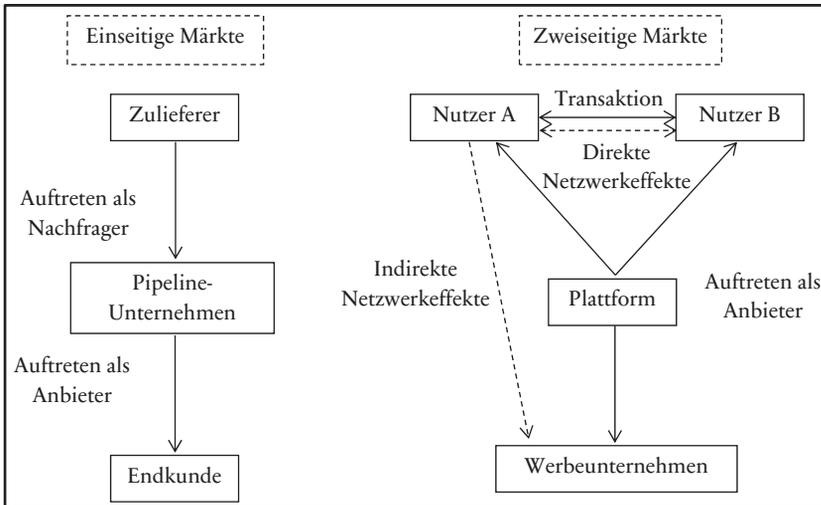 Einseitige Märkte
Zulieferer
Auftreten als
Nachfrager
Pipeline-
Unternehmen
Auftreten als
Anbieter
Endkunde
Zweiseitige Märkte
Nutzer A
Transaktion
Nutzer B
Direkte
Netzwerkeffekte
Indirekte
Netzwerkeffekte
Plattform
Auftreten als
Anbieter
Werbeunternehmen